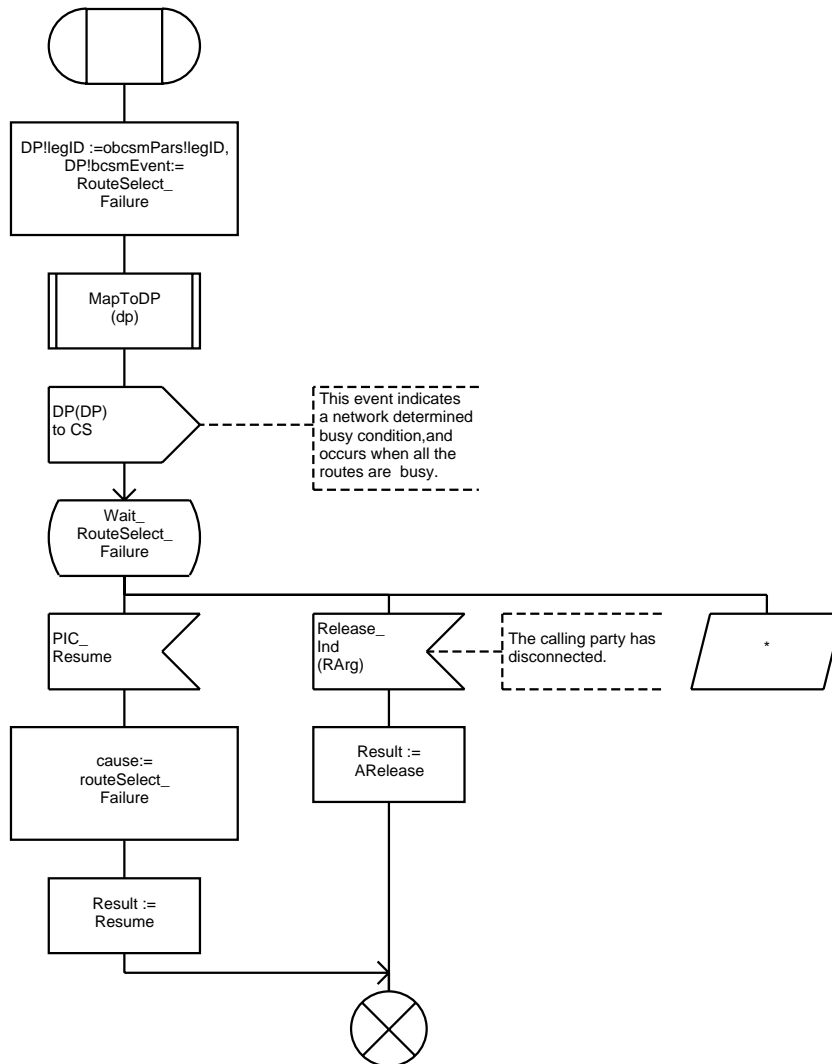 DP!legID :=obcsmPars!legID,
DP!bcsmEvent:=
RouteSelect_
Failure
MapToDP
(dp)
DP(DP)
to CS
This event indicates
a network determined
busy condition,and
occurs when all the
routes are  busy.
Wait_
RouteSelect_
Failure
PIC_
Resume
Release_
Ind
(RArg)
The calling party has
disconnected.
*
cause:=
routeSelect_
Failure
Result :=
ARelease
Result :=
Resume